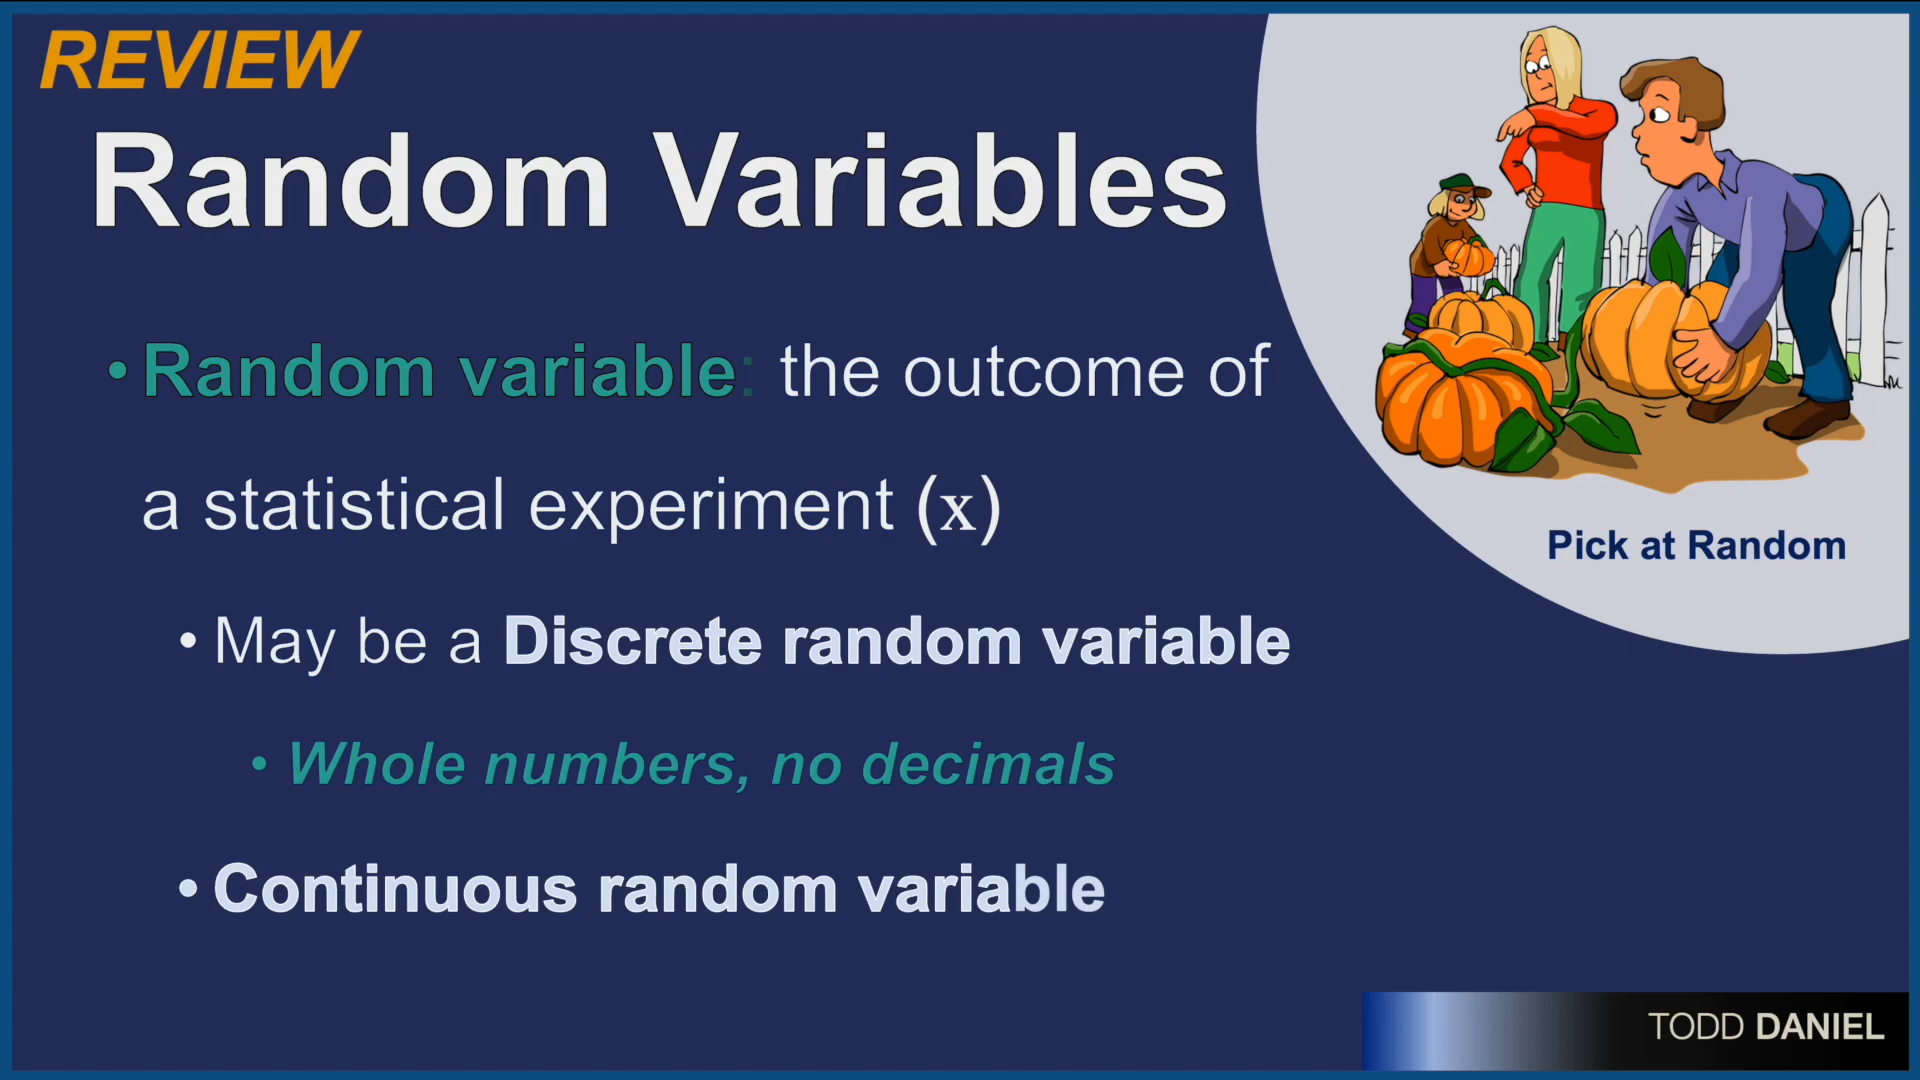 REVIEW
Random Variables
• Random variable: the outcome of
a statistical experiment (x)
• May be a Discrete random variable
• Whole numbers, no decimals
• Continuous random variable
Pick at Random
TODD DANIEL